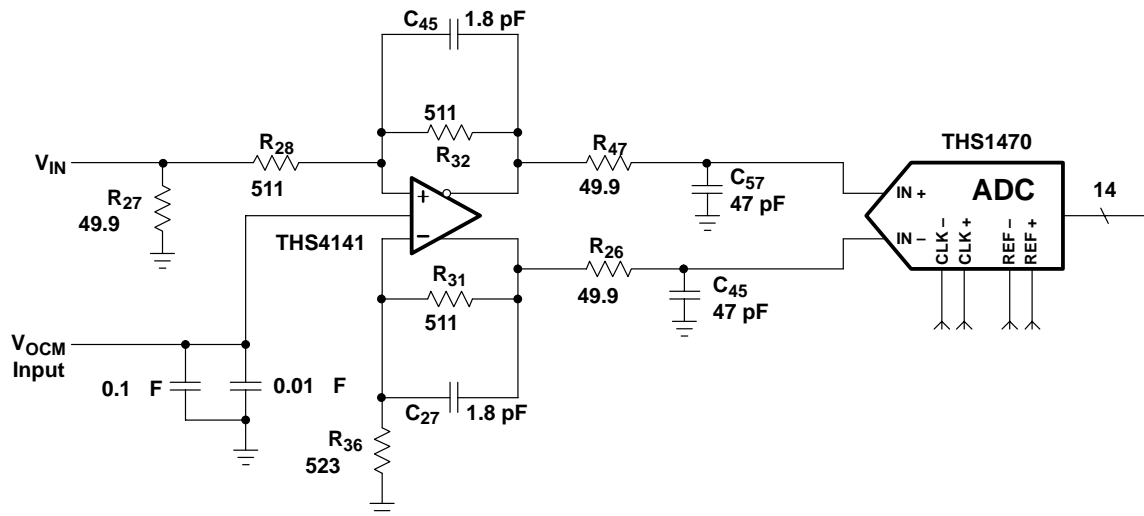 C45 1.8 pF
511
R32
VIN
R28
511
R27
49.9
+
−
THS4141
R47
49.9
C57
47 pF
THS1470
ADC
IN +
IN −
CLK −
CLK +
REF −
REF +
14
R31
511
R26
49.9
C45
47 pF
VOCM
Input
0.1 F
0.01 F
C27 1.8 pF
R36
523